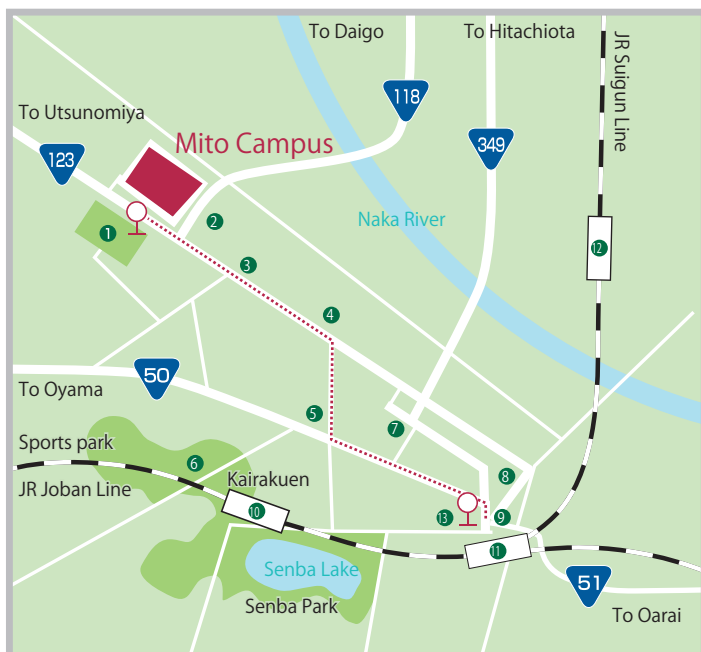 To Daigo
To Hitachiota
JR Suigun Line
118
To Utsunomiya
Mito Campus
349
123
Naka River
1
2
3
12
4
50
To Oyama
5
7
Sports park
6
Kairakuen
8
JR Joban Line
10
13
9
11
Senba Lake
51
Senba Park
To Oarai